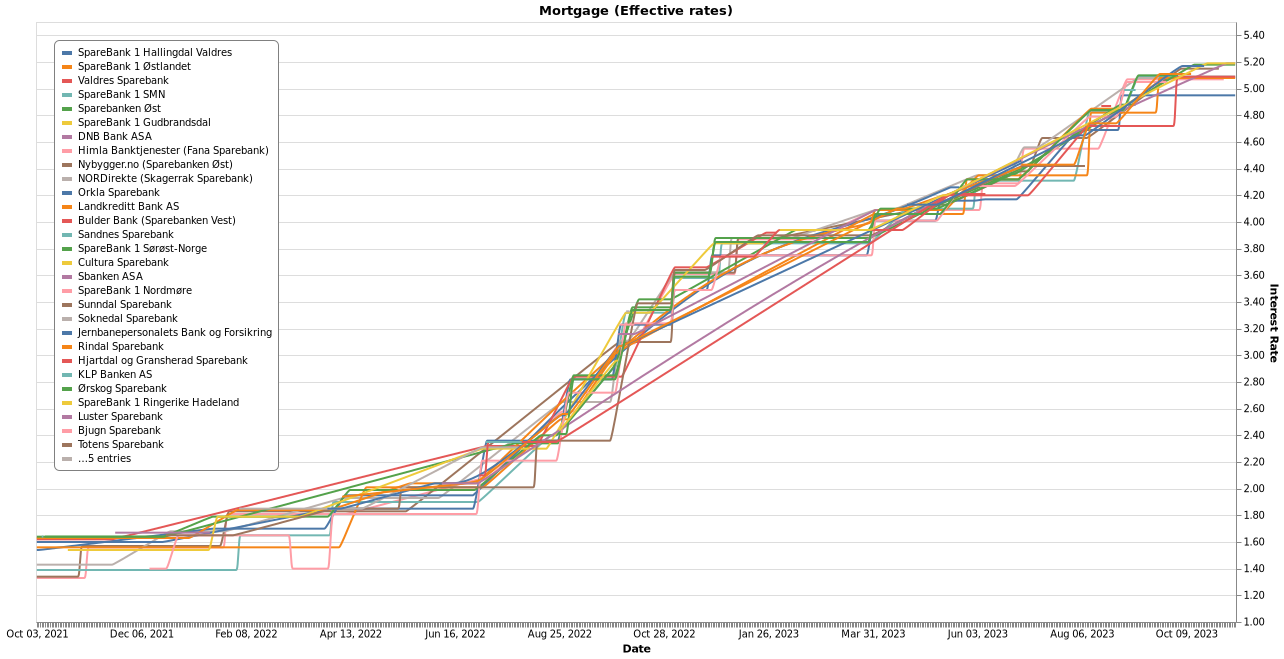 Mortgage (Effective rates)
SpareBank 1 Hallingdal Valdres
SpareBank 1 Østlandet
Valdres Sparebank
SpareBank 1 SMN
Sparebanken Øst
SpareBank 1 Gudbrandsdal
DNB Bank ASA
Himla Banktjenester (Fana Sparebank)
Nybygger.no (Sparebanken Øst)
NORDirekte (Skagerrak Sparebank)
Orkla Sparebank
Landkreditt Bank AS
Bulder Bank (Sparebanken Vest)
Sandnes Sparebank
SpareBank 1 Sørøst-Norge
Cultura Sparebank
Sbanken ASA
SpareBank 1 Nordmøre
Sunndal Sparebank
Soknedal Sparebank
Jernbanepersonalets Bank og Forsikring
Rindal Sparebank
Hjartdal og Gransherad Sparebank
KLP Banken AS
Ørskog Sparebank
SpareBank 1 Ringerike Hadeland
Luster Sparebank
Bjugn Sparebank
Totens Sparebank
...5 entries
5.40
5.20
5.00
4.80
4.60
4.40
4.20
4.00
3.80
3.60
3.40
3.20
3.00
2.80
2.60
2.40
2.20
2.00
1.80
1.60
1.40
1.20
1.00
Interest Rate
Oct 03, 2021 Dec 06, 2021 Feb 08, 2022 Apr 13, 2022 Jun 16, 2022 Aug 25, 2022 Oct 28, 2022 Jan 26, 2023 Mar 31, 2023 Jun 03, 2023 Aug 06, 2023 Oct 09, 2023
Date